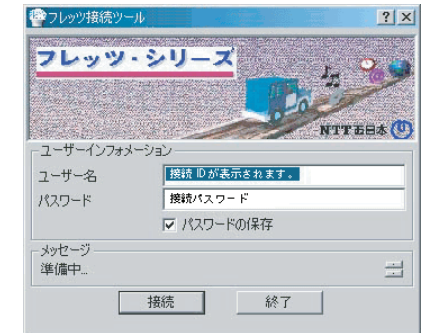 フレッツ接続ツール
フレッツ・シリーズ
NTT西日本
ユーザーインフォメーション
ユーザー名 接続 ID が表示されます。
パスワード 接続パスワード
パスワードの保存
メッセージ
準備中...
接続 終了